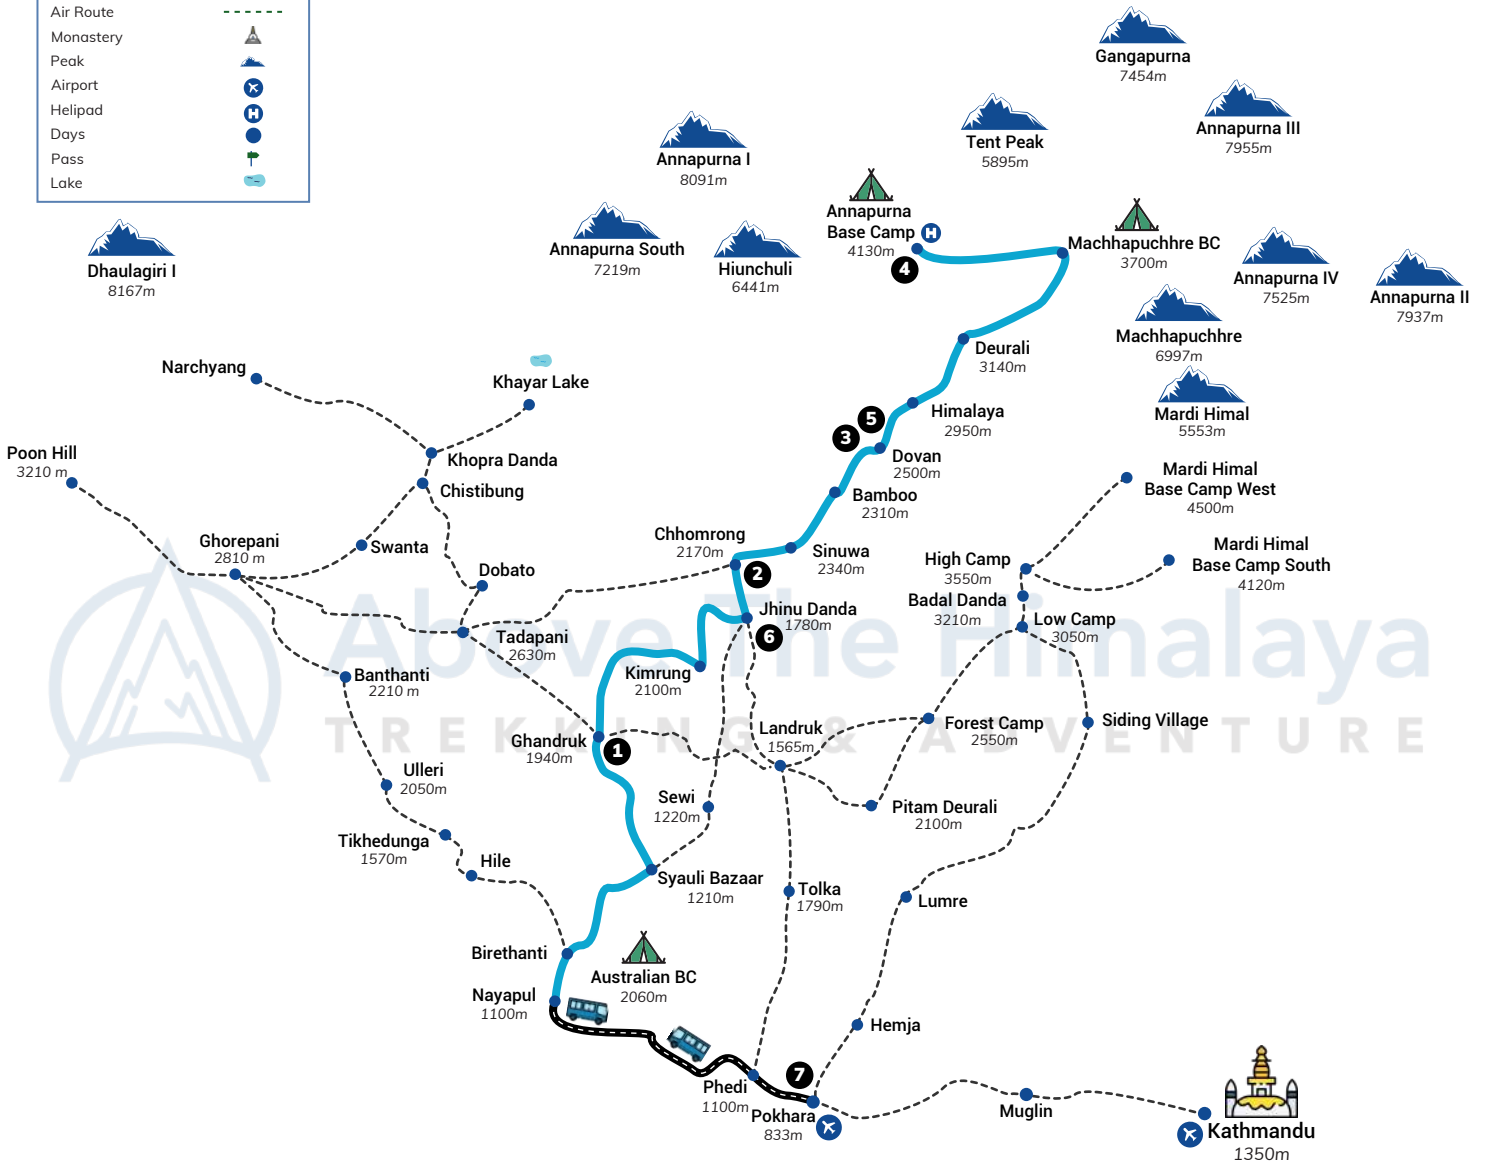 Air Route
Monastery
Peak
Airport
Helipad
Days
Pass
Lake
Gangapurna
7454m
Annapurna III
7955m
Tent Peak
5895m
Annapurna I
8091m
Annapurna
Base Camp
4130m
H
4
Machhapuchhre BC
3700m
Annapurna South
7219m
Hiunchuli
6441m
Dhaulagiri I
8167m
Annapurna IV
7525m
Annapurna II
7937m
Machhapuchhre
6997m
Mardi Himal
5553m
Deurali
3140m
Narchyang
Khayar Lake
Himalaya
2950m
5
3
Dovan
2500m
Poon Hill
3210 m
Khopra Danda
Chistibung
Bamboo
2310m
Mardi Himal
Base Camp West
4500m
Ghorepani
2810 m
Swanta
Chhomrong
2170m
Sinuwa
2340m
High Camp
3550m
Mardi Himal
Base Camp South
4120m
Dobato
2
Badal Danda
3210m
Jhinu Danda
1780m
6
Low Camp
3050m
Tadapani
2630m
Above The Himalaya
TREKKING & ADVENTURE
Banthanti
2210 m
Kimrung
2100m
Ghandruk
1940m
1
Landruk
1565m
Forest Camp
2550m
Siding Village
Ulleri
2050m
Sewi
1220m
Pitam Deurali
2100m
Tikhedunga
1570m
Hile
Syauli Bazaar
1210m
Tolka
1790m
Lumre
Birethanti
Australian BC
2060m
Nayapul
1100m
Hemja
7
Phedi
1100m
Pokhara
833m
Muglin
Kathmandu
1350m